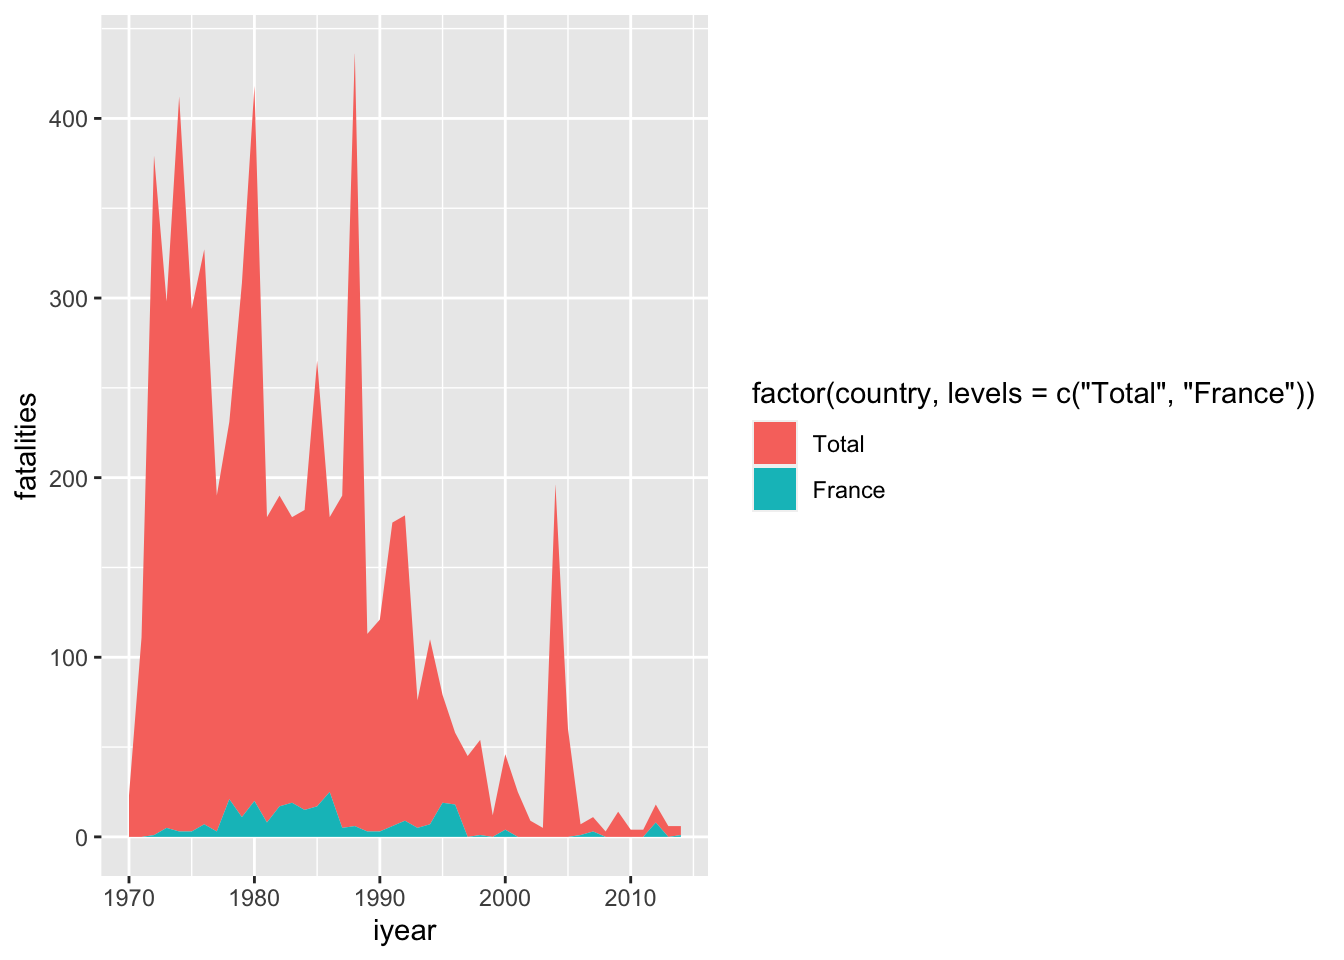 400
300
200
100
0
fatalities
1970 1980 1990 2000 2010
iyear
factor(country, levels = c("Total", "France"))
Total
France